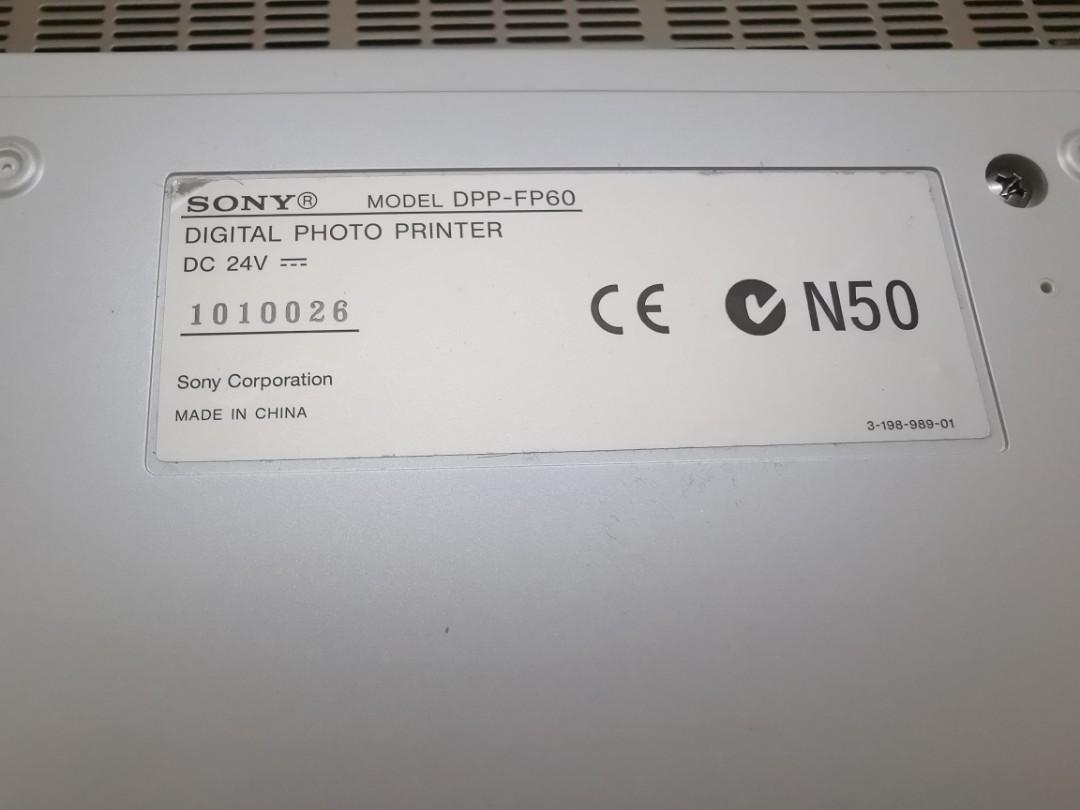 SONY® MODEL DPP-FP60
DIGITAL PHOTO PRINTER
DC 24V ⎓
1010026
CE N50
Sony Corporation
MADE IN CHINA
3-198-989-01